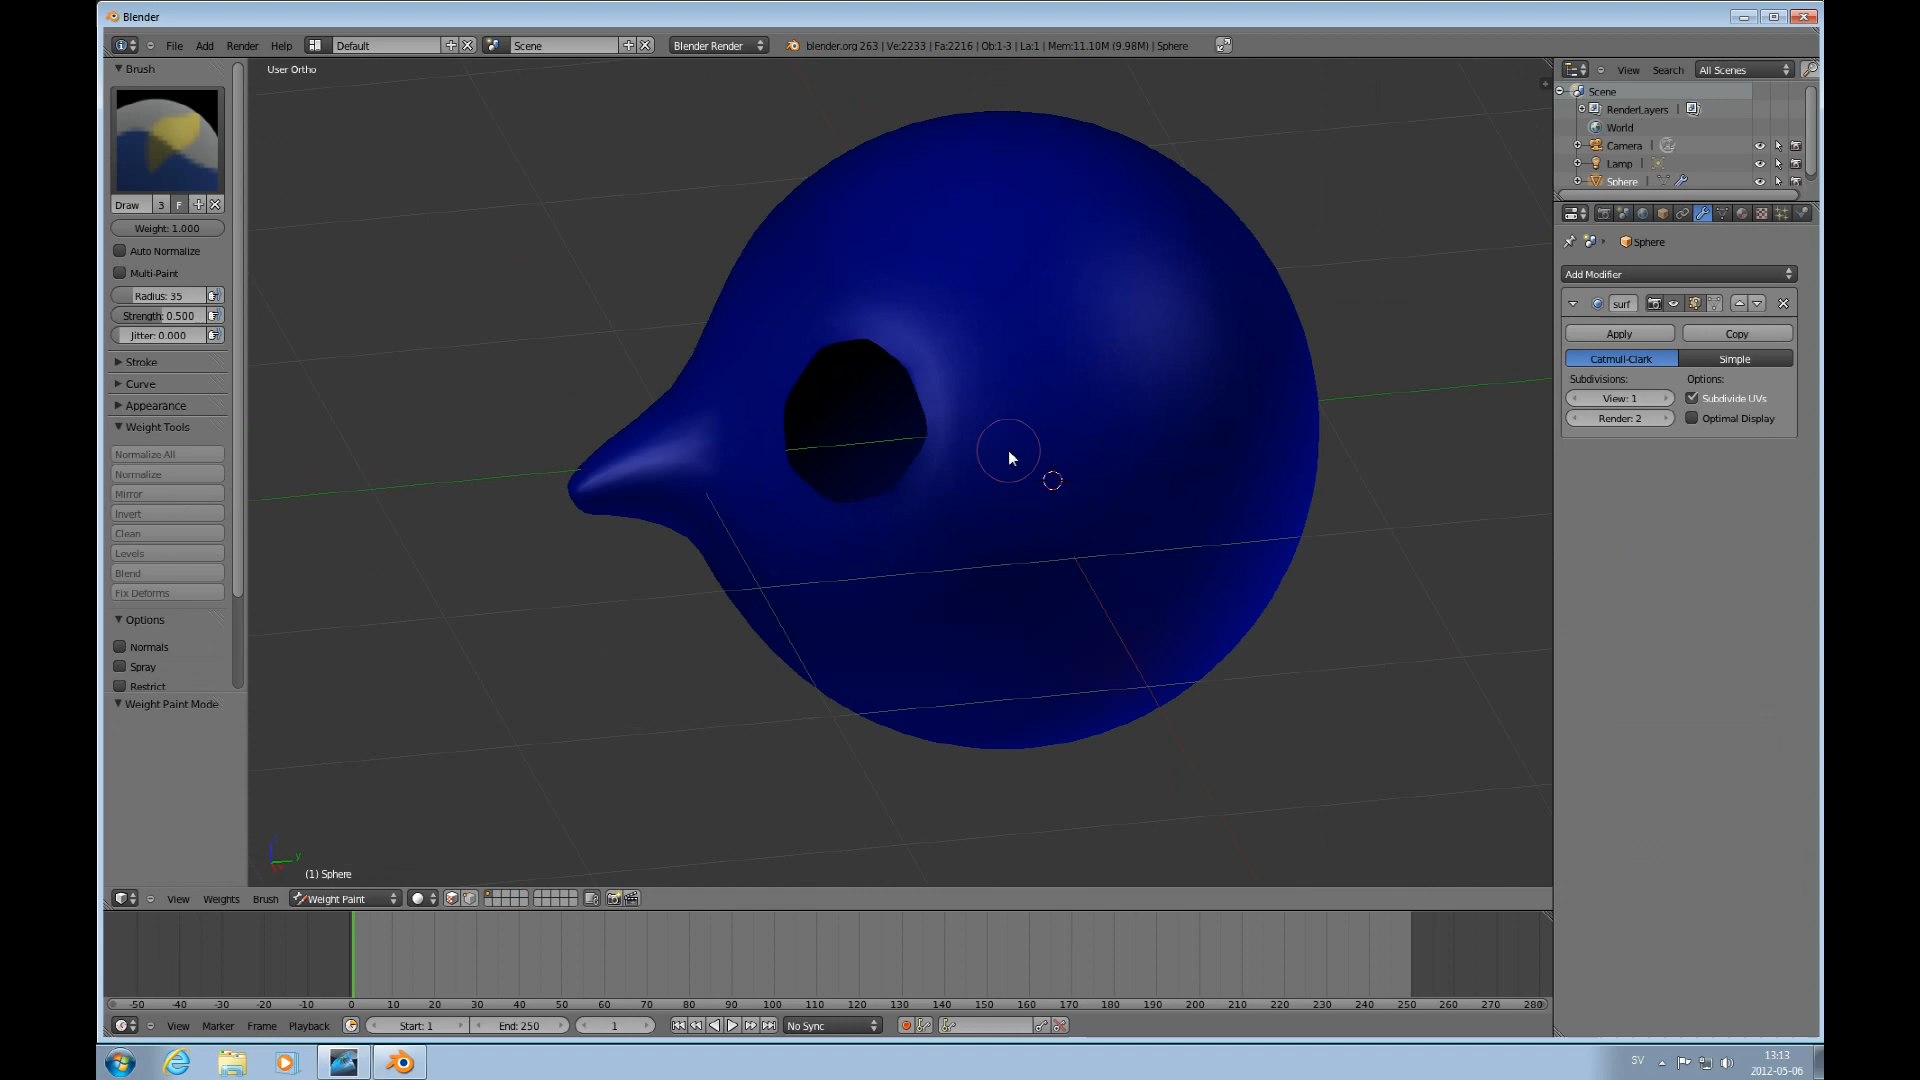 Blender
File Add Render Help Default Scene Blender Render blender.org 263 | Ve:2233 | Fa:2216 | Ob:1-3 | La:1 | Mem:11.10M (9.98M) | Sphere
Brush
User Ortho
View Search All Scenes
Scene
RenderLayers |
World
Camera |
Lamp |
Sphere |
Draw 3 F
Weight: 1.000
Auto Normalize
Multi-Paint
Radius: 35
Strength: 0.500
Jitter: 0.000
Stroke
Curve
Appearance
Weight Tools
Normalize All
Normalize
Mirror
Invert
Clean
Levels
Blend
Fix Deforms
Options
Normals
Spray
Restrict
Weight Paint Mode
Sphere
Add Modifier
surf
Apply Copy
Catmull-Clark Simple
Subdivisions: Options:
View: 1 Subdivide UVs
Render: 2 Optimal Display
y
(1) Sphere
View Weights Brush Weight Paint
-50 -40 -30 -20 -10 0 10 20 30 40 50 60 70 80 90 100 110 120 130 140 150 160 170 180 190 200 210 220 230 240 250 260 270 280
View Marker Frame Playback Start: 1 End: 250 1 No Sync
SV
13:13
2012-05-06